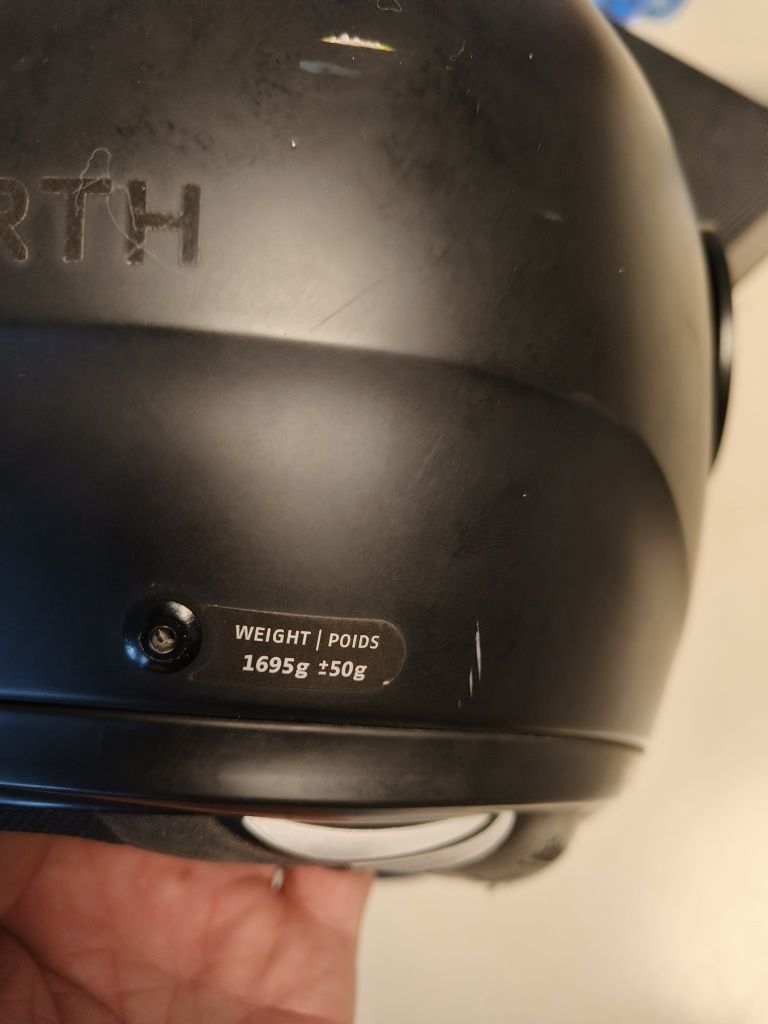 RTH
WEIGHT | POIDS
1695g ±50g